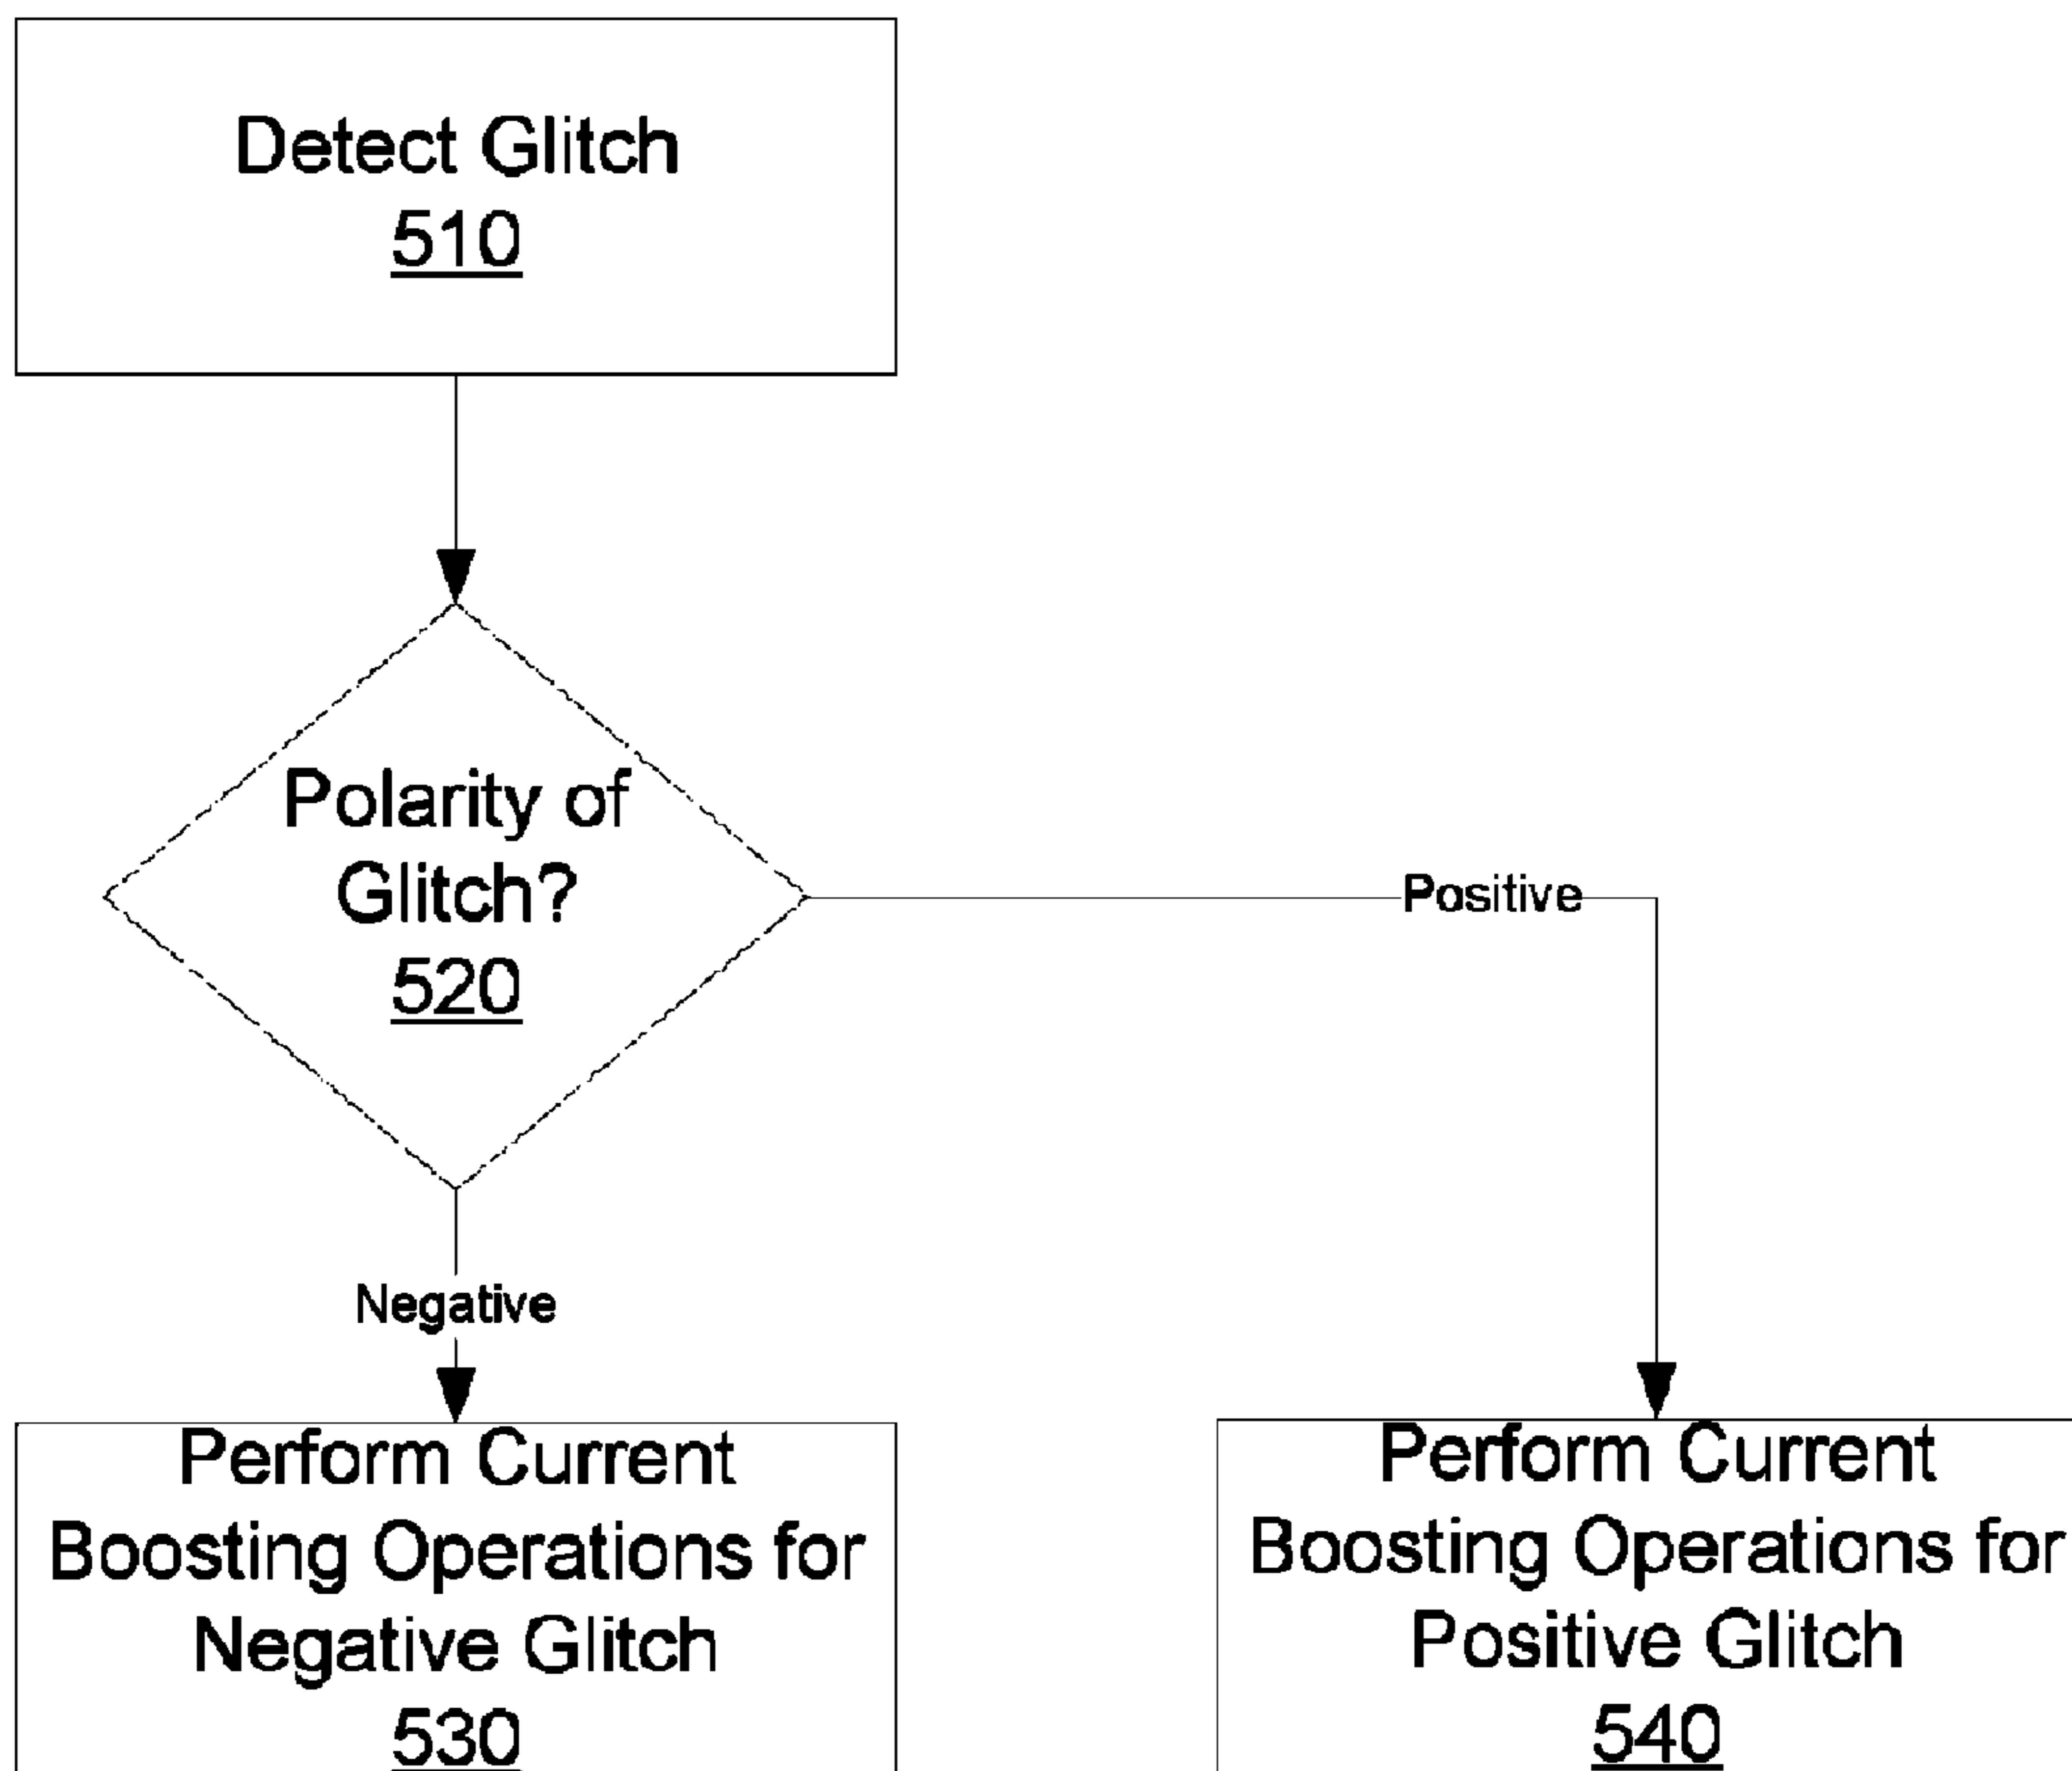 Detect Glitch
510
Polarity of
Glitch?
520
Positive
Negative
Perform Current
Boosting Operations for
Negative Glitch
530
Perform Current
Boosting Operations for
Positive Glitch
540